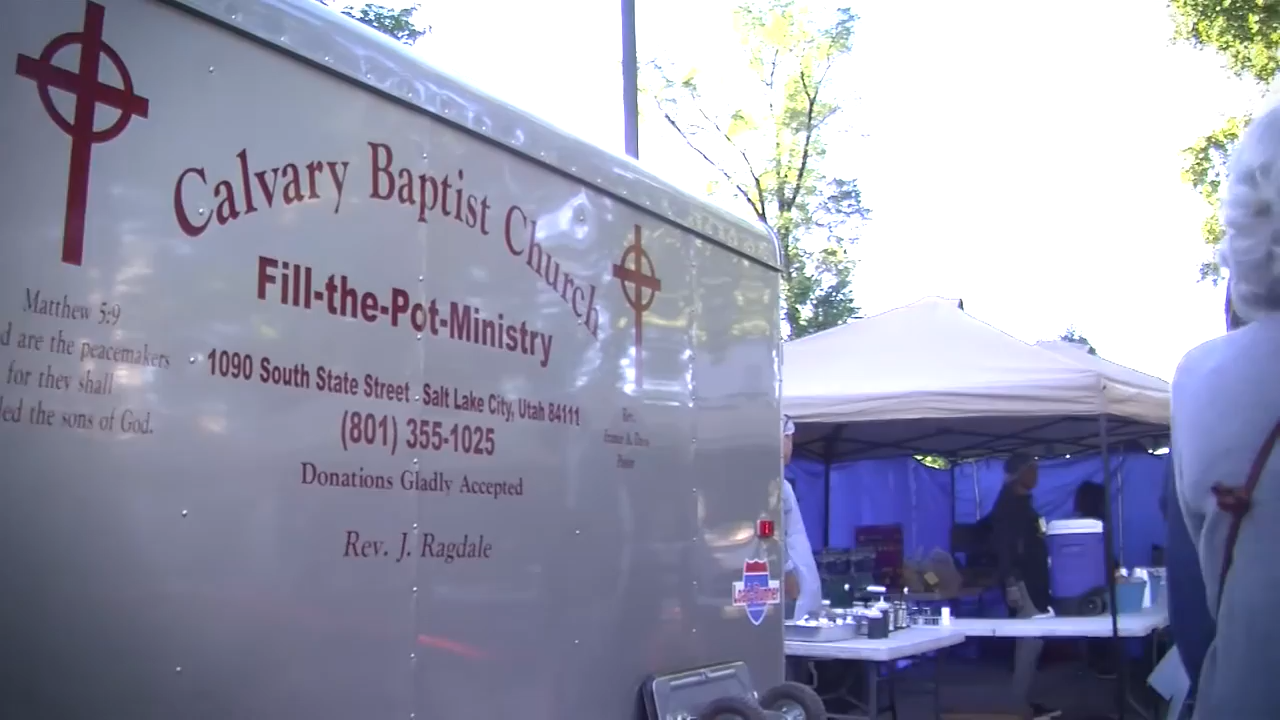 Calvary Baptist Church
Fill-the-Pot-Ministry
1090 South State Street - Salt Lake City, Utah 84111
(801) 355-1025
Donations Gladly Accepted
Rev. J. Ragdale
Matthew 5:9
d are the peacemakers
for they shall
led the sons of God.
Rev.
Pastor